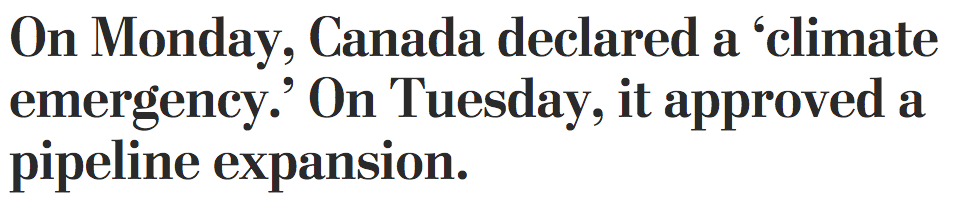 On Monday, Canada declared a ‘climate
emergency.’ On Tuesday, it approved a
pipeline expansion.